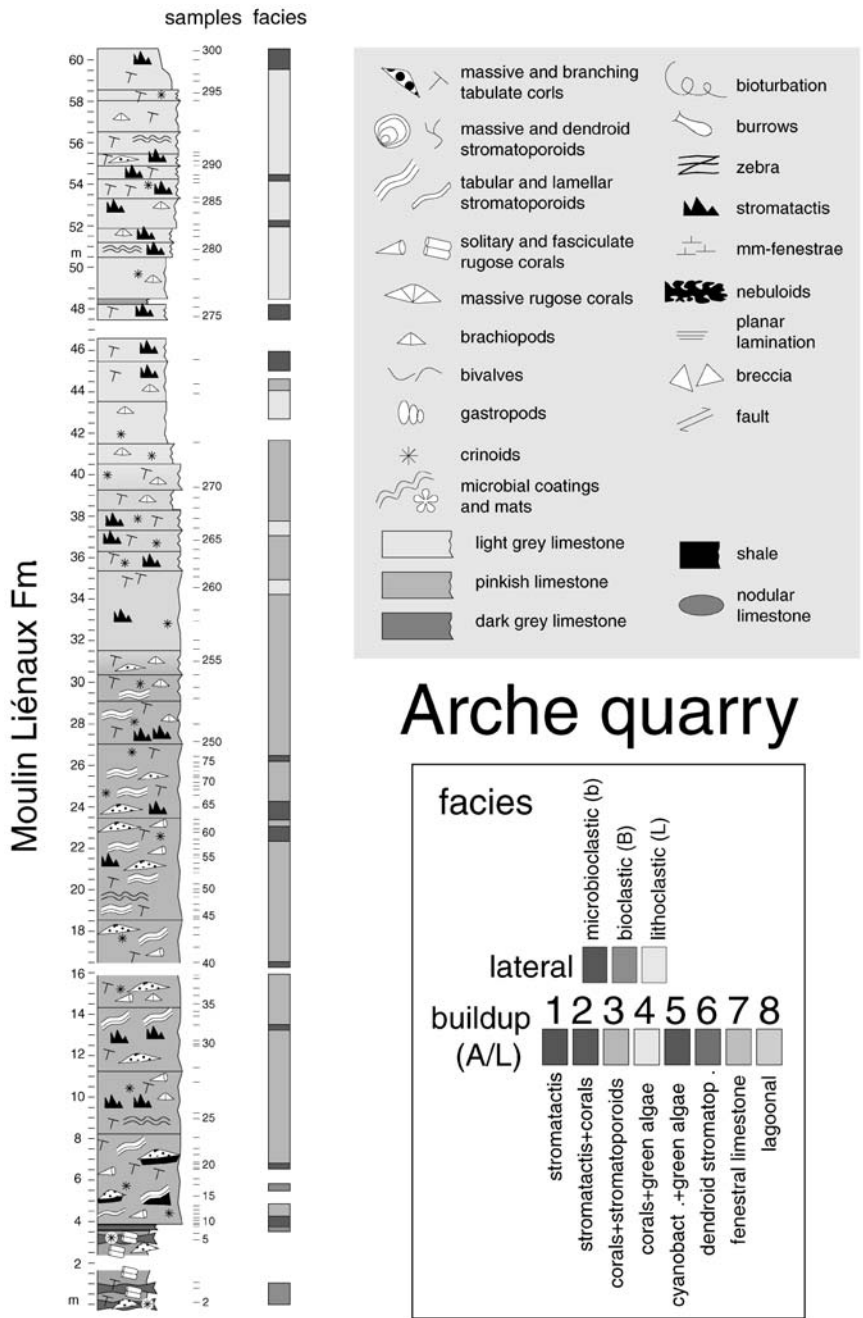 samples facies
Moulin Liénaux Fm
60
58
56
54
52
m
50
48
46
44
42
40
38
36
34
32
30
28
26
24
22
20
18
16
14
12
10
8
6
4
2
m
300
295
290
285
280
275
270
265
260
255
250
75
70
65
60
55
50
45
40
35
30
25
20
15
10
5
2
massive and branching
tabulate corls
massive and dendroid
stromatoporoids
tabular and lamellar
stromatoporoids
solitary and fasciculate
rugose corals
massive rugose corals
brachiopods
bivalves
gastropods
crinoids
microbial coatings
and mats
light grey limestone
pinkish limestone
dark grey limestone
bioturbation
burrows
zebra
stromatactis
mm-fenestrae
nebuloids
planar
lamination
breccia
fault
shale
nodular
limestone
Arche quarry
facies
microbioclastic (b)
bioclastic (B)
lithoclastic (L)
lateral
buildup
(A/L)
1 2 3 4 5 6 7 8
stromatactis
stromatactis+corals
corals+stromatoporoids
corals+green algae
cyanobact .+green algae
dendroid stromatop .
fenestral limestone
lagoonal